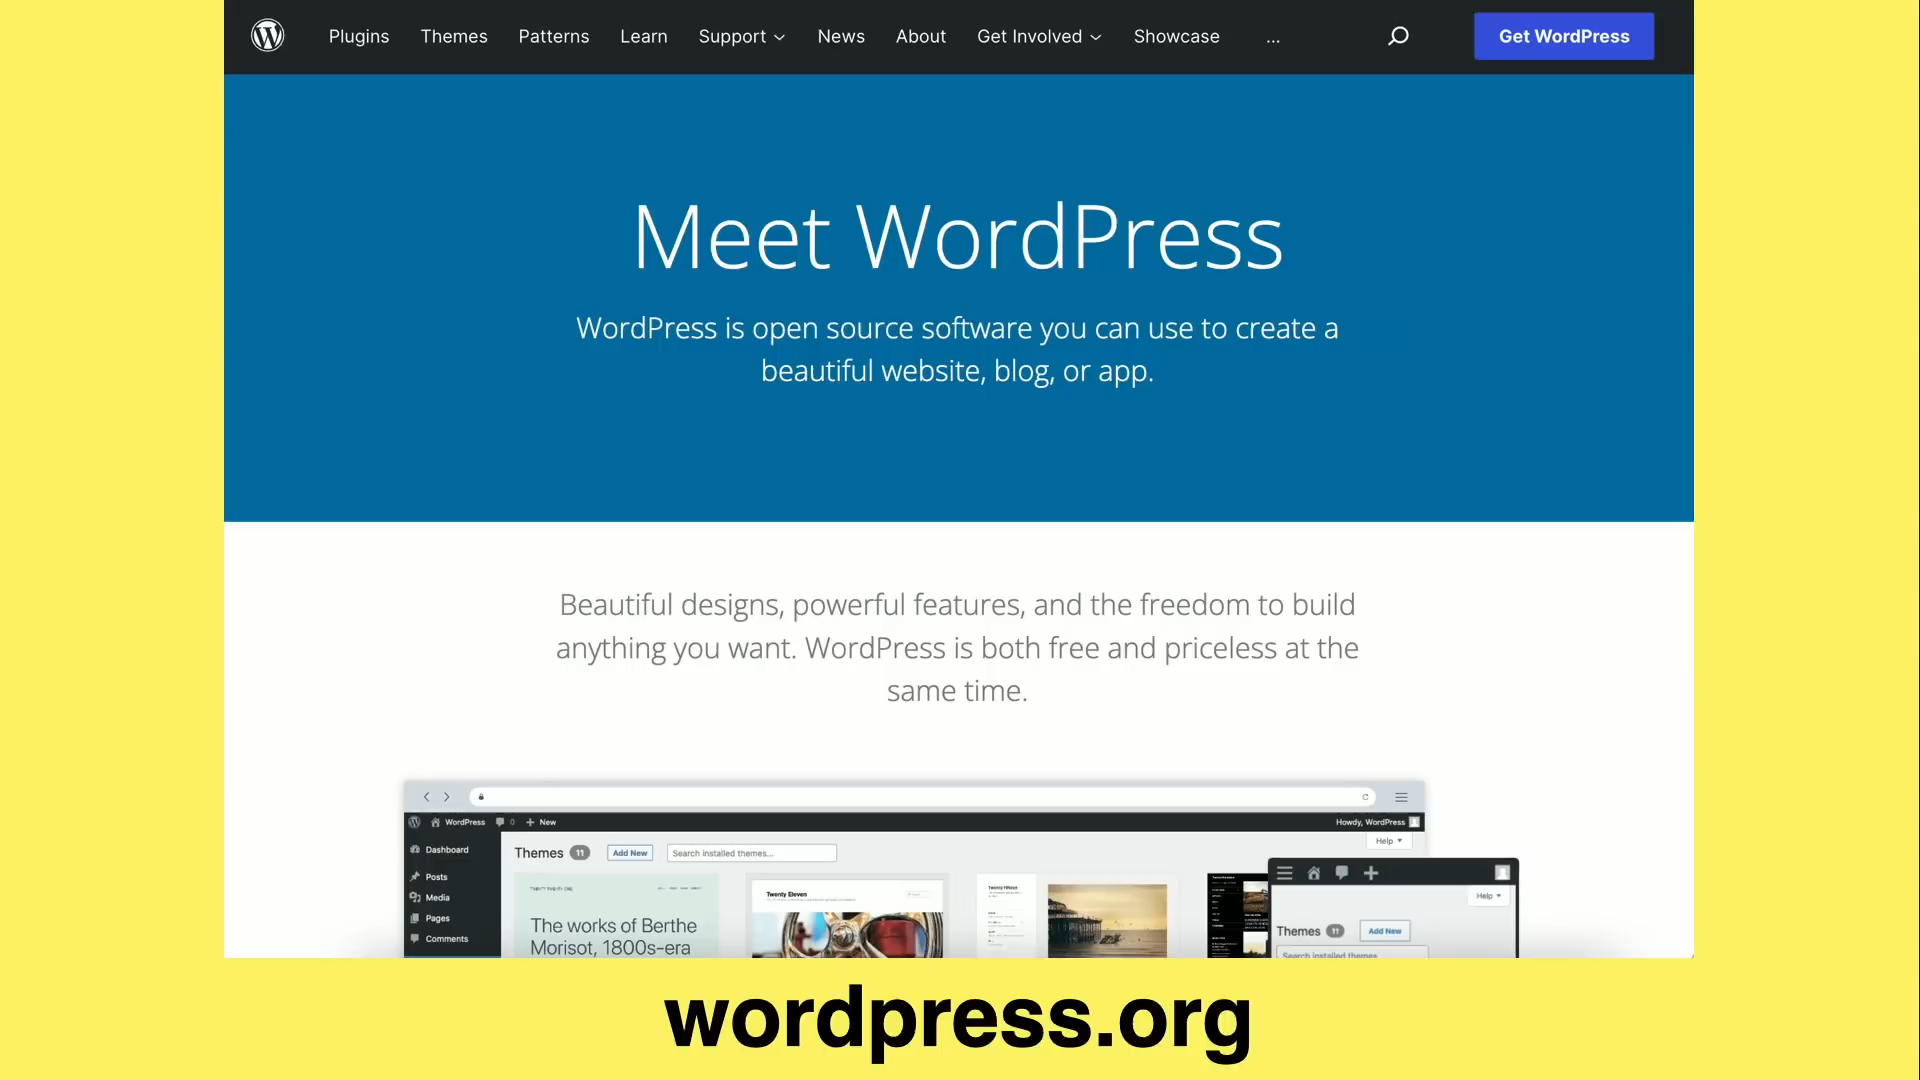 Plugins Themes Patterns Learn Support News About Get Involved Showcase ... Get WordPress
Meet WordPress
WordPress is open source software you can use to create a
beautiful website, blog, or app.
Beautiful designs, powerful features, and the freedom to build
anything you want. WordPress is both free and priceless at the
same time.
WordPress 0 New Howdy, WordPress
Help
Dashboard
Posts
Media
Pages
Comments
Themes 11 Add New Search installed themes...
The works of Berthe
Morisot, 1800s-era
Twenty Eleven
Help
Themes 11 Add New
Search installed themes...
wordpress.org